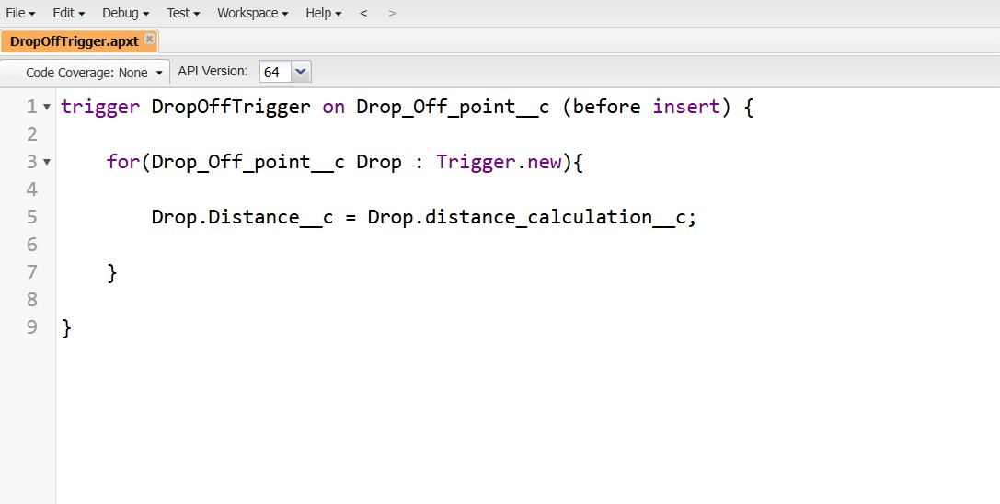 File Edit Debug Test Workspace Help < >
DropOffTrigger.apxt
Code Coverage: None API Version: 64
1 trigger DropOffTrigger on Drop_Off_point__c (before insert) {
2
3 for(Drop_Off_point__c Drop : Trigger.new){
4
5 Drop.Distance__c = Drop.distance_calculation__c;
6
7 }
8
9 }